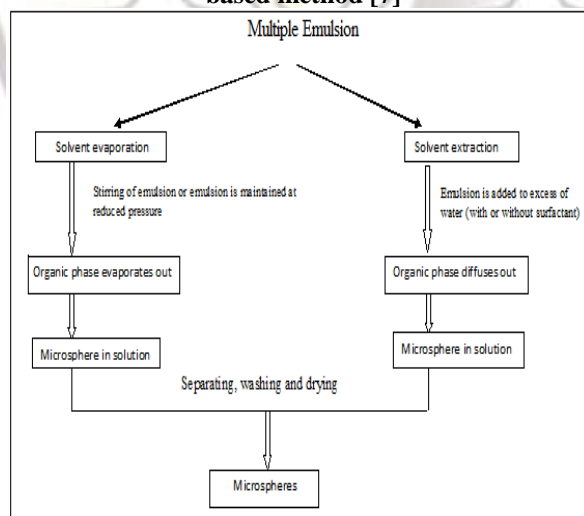 based method [7]
Multiple Emulsion
Solvent evaporation
Stirring of emulsion or emulsion is maintained at
reduced pressure
Organic phase evaporates out
Microsphere in solution
Solvent extraction
Emulsion is added to excess of
water (with or without surfactant)
Organic phase diffuses out
Microsphere in solution
Separating, washing and drying
Microspheres